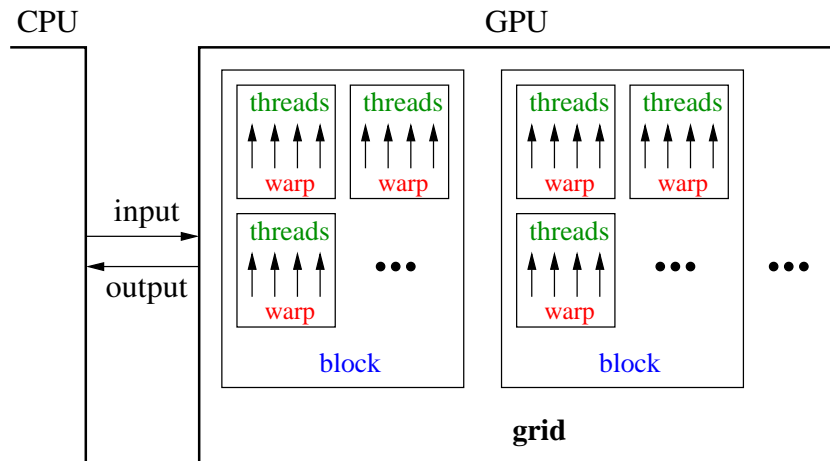 CPU
GPU
threads threads threads threads
warp warp warp warp
input
threads ••• threads ••• •••
output
warp warp
block block
grid